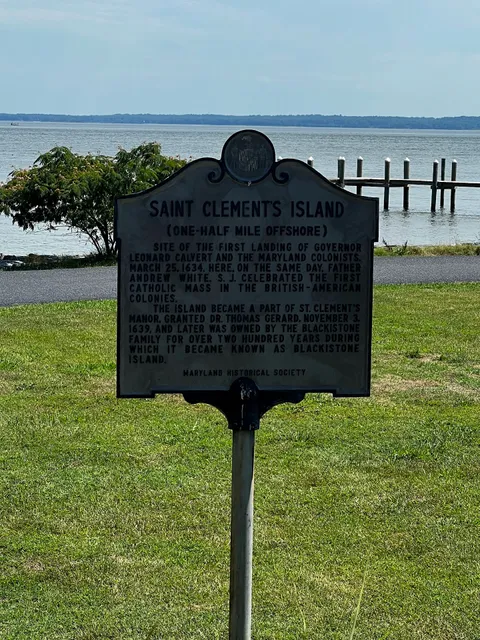 SAINT CLEMENT'S ISLAND
(ONE-HALF MILE OFFSHORE)
SITE OF THE FIRST LANDING OF GOVERNOR
LEONARD CALVERT AND THE MARYLAND COLONISTS,
MARCH 25, 1634. HERE, ON THE SAME DAY, FATHER
ANDREW WHITE, S. J. CELEBRATED THE FIRST
CATHOLIC MASS IN THE BRITISH-AMERICAN
COLONIES.
THE ISLAND BECAME A PART OF ST. CLEMENT'S
MANOR, GRANTED DR. THOMAS GERARD, NOVEMBER 3,
1639, AND LATER WAS OWNED BY THE BLACKISTONE
FAMILY FOR OVER TWO HUNDRED YEARS DURING
WHICH IT BECAME KNOWN AS BLACKISTONE
ISLAND.
MARYLAND HISTORICAL SOCIETY